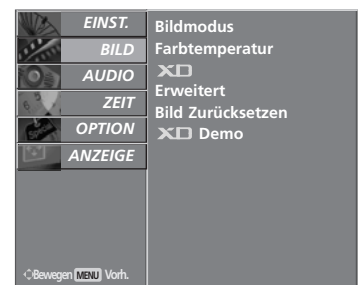 EINST.
BILD
AUDIO
ZEIT
OPTION
ANZEIGE
Bildmodus
Farbtemperatur
XD
Erweitert
Bild Zurücksetzen
XD Demo
Bewegen MENU Vorh.